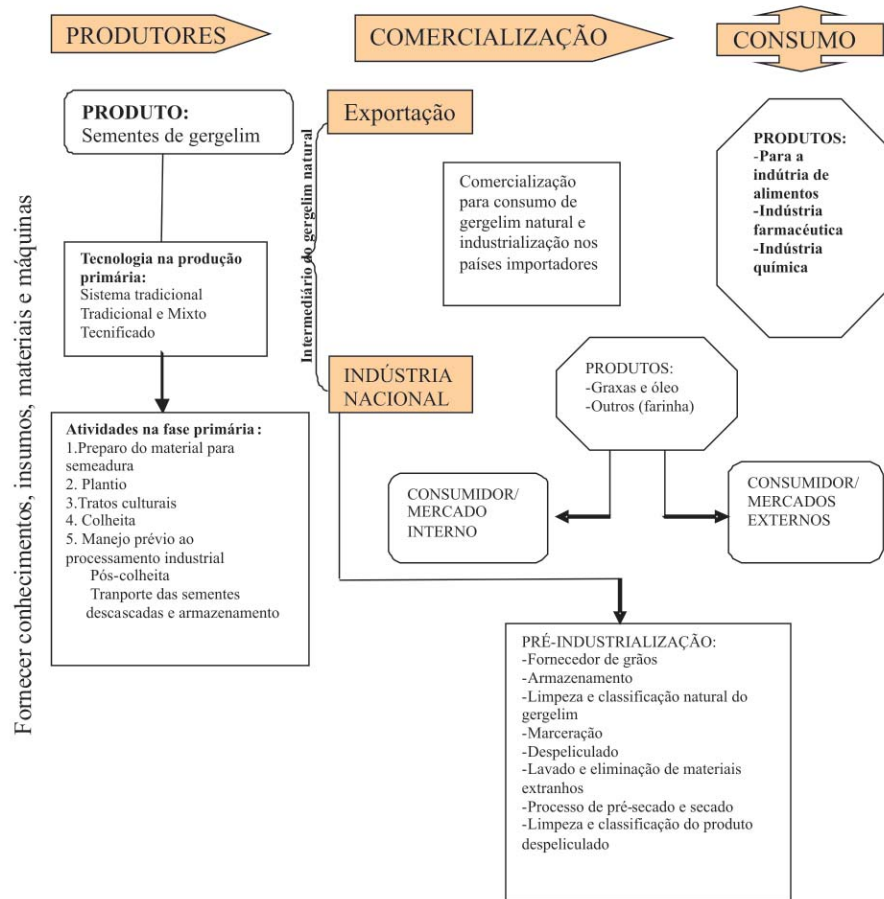 PRODUTORES
COMERCIALIZAÇÃO
CONSUMO
Fornecer conhecimentos, insumos, materiais e máquinas
PRODUTO:
Sementes de gergelim
Tecnologia na produção
primária:
Sistema tradicional
Tradicional e Mixto
Tecnificado
Atividades na fase primária :
1.Preparo do material para
semeadura
2. Plantio
3.Tratos culturais
4. Colheita
5. Manejo prévio ao
processamento industrial
Pós-colheita
Tranporte das sementes
descascadas e armazenamento
Intermediário do gergelim natural
Exportação
Comercialização
para consumo de
gergelim natural e
industrialização nos
países importadores
INDÚSTRIA
NACIONAL
PRODUTOS:
-Para a
indútria de
alimentos
-Indústria
farmacéutica
-Indústria
química
PRODUTOS:
-Graxas e óleo
-Outros (farinha)
CONSUMIDOR/
MERCADO
INTERNO
CONSUMIDOR/
MERCADOS
EXTERNOS
PRÉ-INDUSTRIALIZAÇÃO:
-Fornecedor de grãos
-Armazenamento
-Limpeza e classificação natural do
gergelim
-Marceração
-Despeliculado
-Lavado e eliminação de materiais
extranhos
-Processo de pré-secado e secado
-Limpeza e classificação do produto
despeliculado